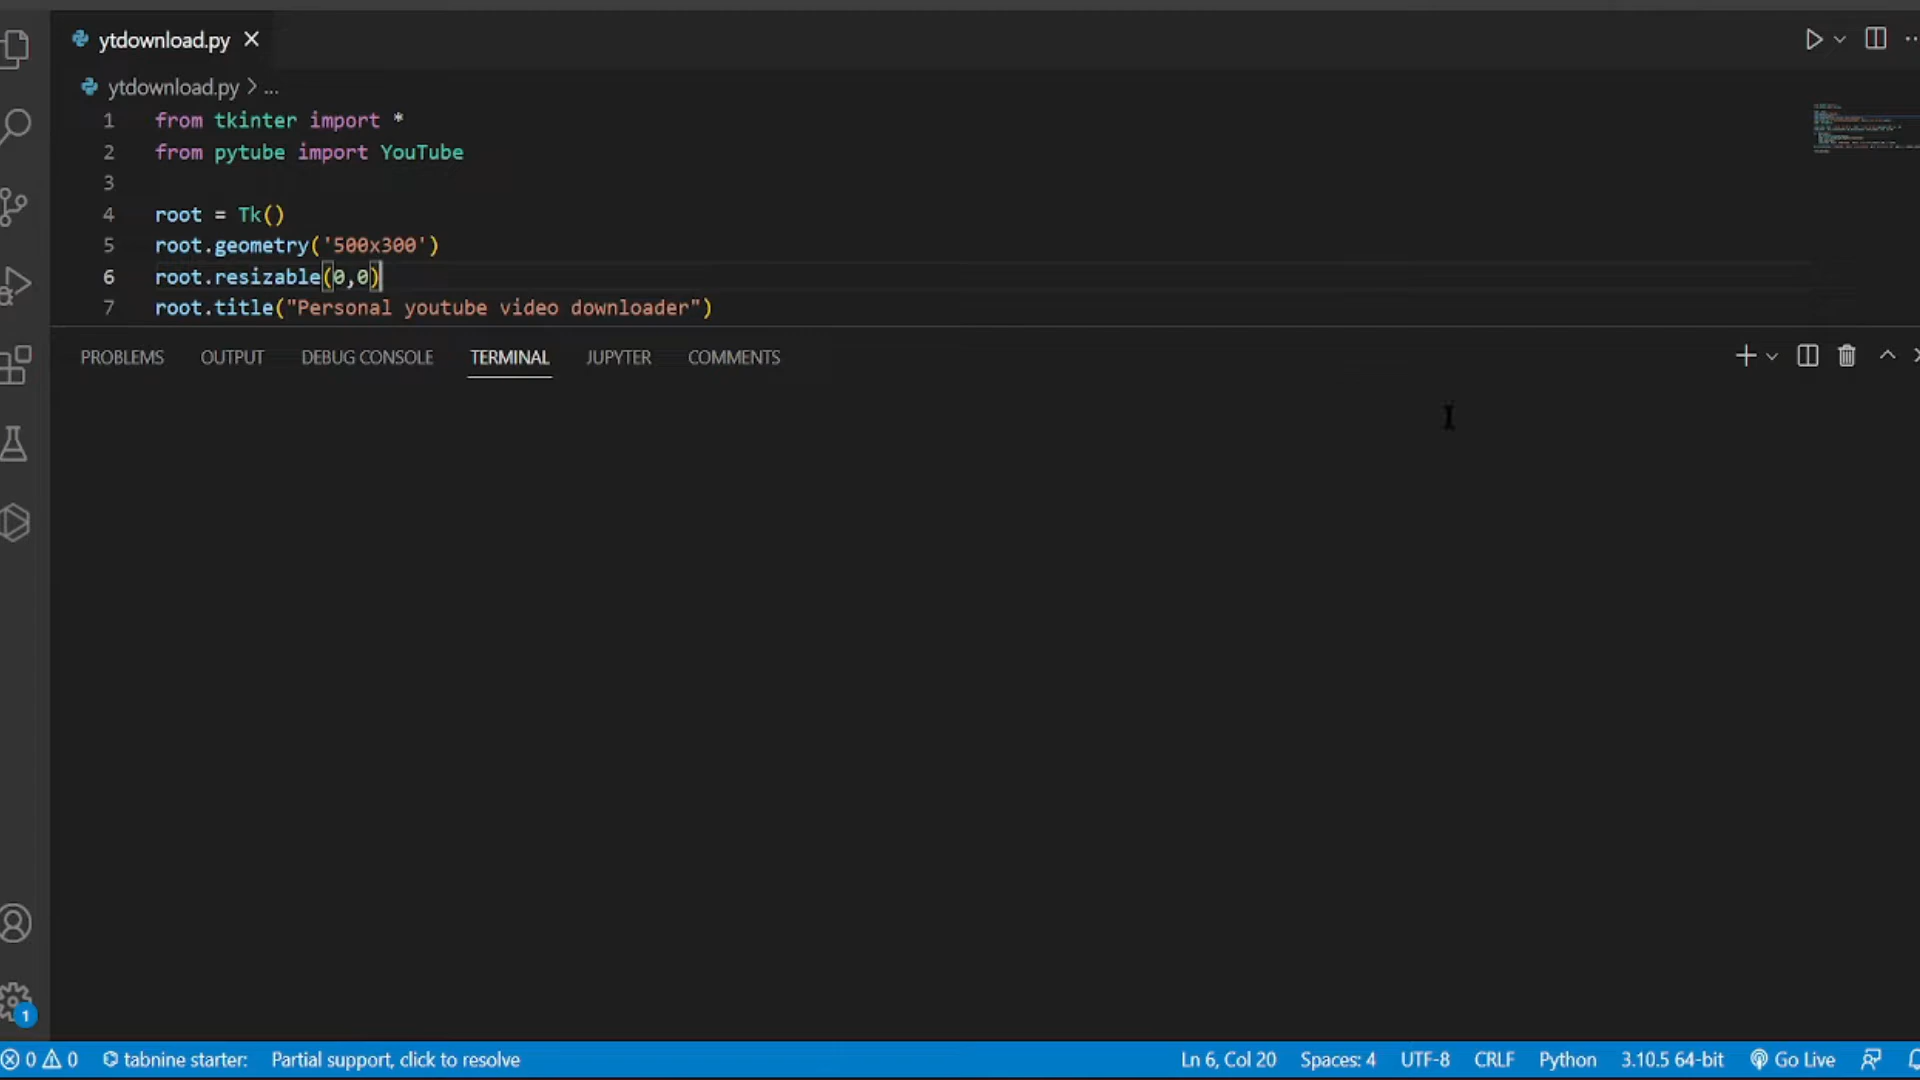 ytdownload.py
ytdownload.py > ...
1 from tkinter import *
2 from pytube import YouTube
3
4 root = Tk()
5 root.geometry('500x300')
6 root.resizable(0,0)
7 root.title("Personal youtube video downloader")
PROBLEMS OUTPUT DEBUG CONSOLE TERMINAL JUPYTER COMMENTS
1
0 0 tabnine starter: Partial support, click to resolve Ln 6, Col 20 Spaces: 4 UTF-8 CRLF Python 3.10.5 64-bit Go Live